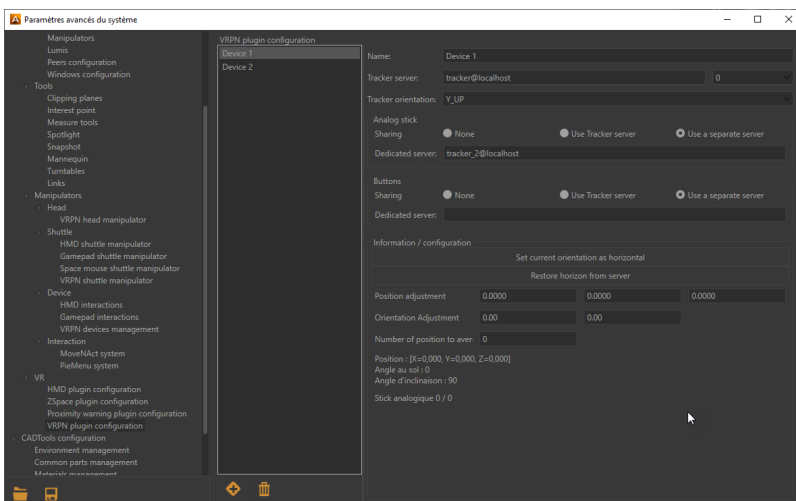 Paramètres avancés du système
Manipulators
Lumis
Peers configuration
Windows configuration
Tools
Clipping planes
Interest point
Measure tools
Spotlight
Snapshot
Mannequin
Turntables
Links
Manipulators
Head
VRPN head manipulator
Shuttle
HMD shuttle manipulator
Gamepad shuttle manipulator
Space mouse shuttle manipulator
VRPN shuttle manipulator
Device
HMD interactions
Gamepad interactions
VRPN devices management
Interaction
MoveNAct system
PieMenu system
VR
HMD plugin configuration
ZSpace plugin configuration
Proximity warning plugin configuration
VRPN plugin configuration
CADTools configuration
Environment management
Common parts management
Materials management
VRPN plugin configuration
Device 1
Device 2
Name: Device 1
Tracker server: tracker@localhost 0
Tracker orientation: Y_UP
Analog stick
Sharing None Use Tracker server Use a separate server
Dedicated server: tracker_2@localhost
Buttons
Sharing None Use Tracker server Use a separate server
Dedicated server:
Information / configuration
Set current orientation as horizontal
Restore horizon from server
Position adjustment 0.0000 0.0000 0.0000
Orientation Adjustment 0.00 0.00
Number of position to aver. 0
Position : [X=0,000, Y=0,000, Z=0,000]
Angle au sol : 0
Angle d'inclinaison : 90
Stick analogique 0 / 0